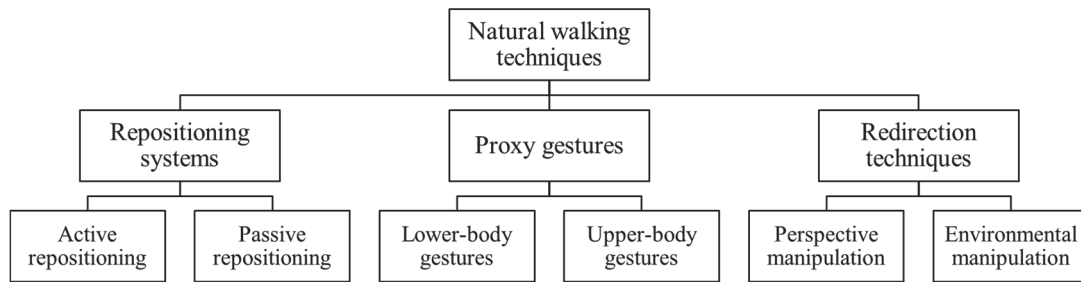 Natural walking
techniques
Repositioning
systems
Proxy gestures
Redirection
techniques
Active
repositioning
Passive
repositioning
Lower-body
gestures
Upper-body
gestures
Perspective
manipulation
Environmental
manipulation